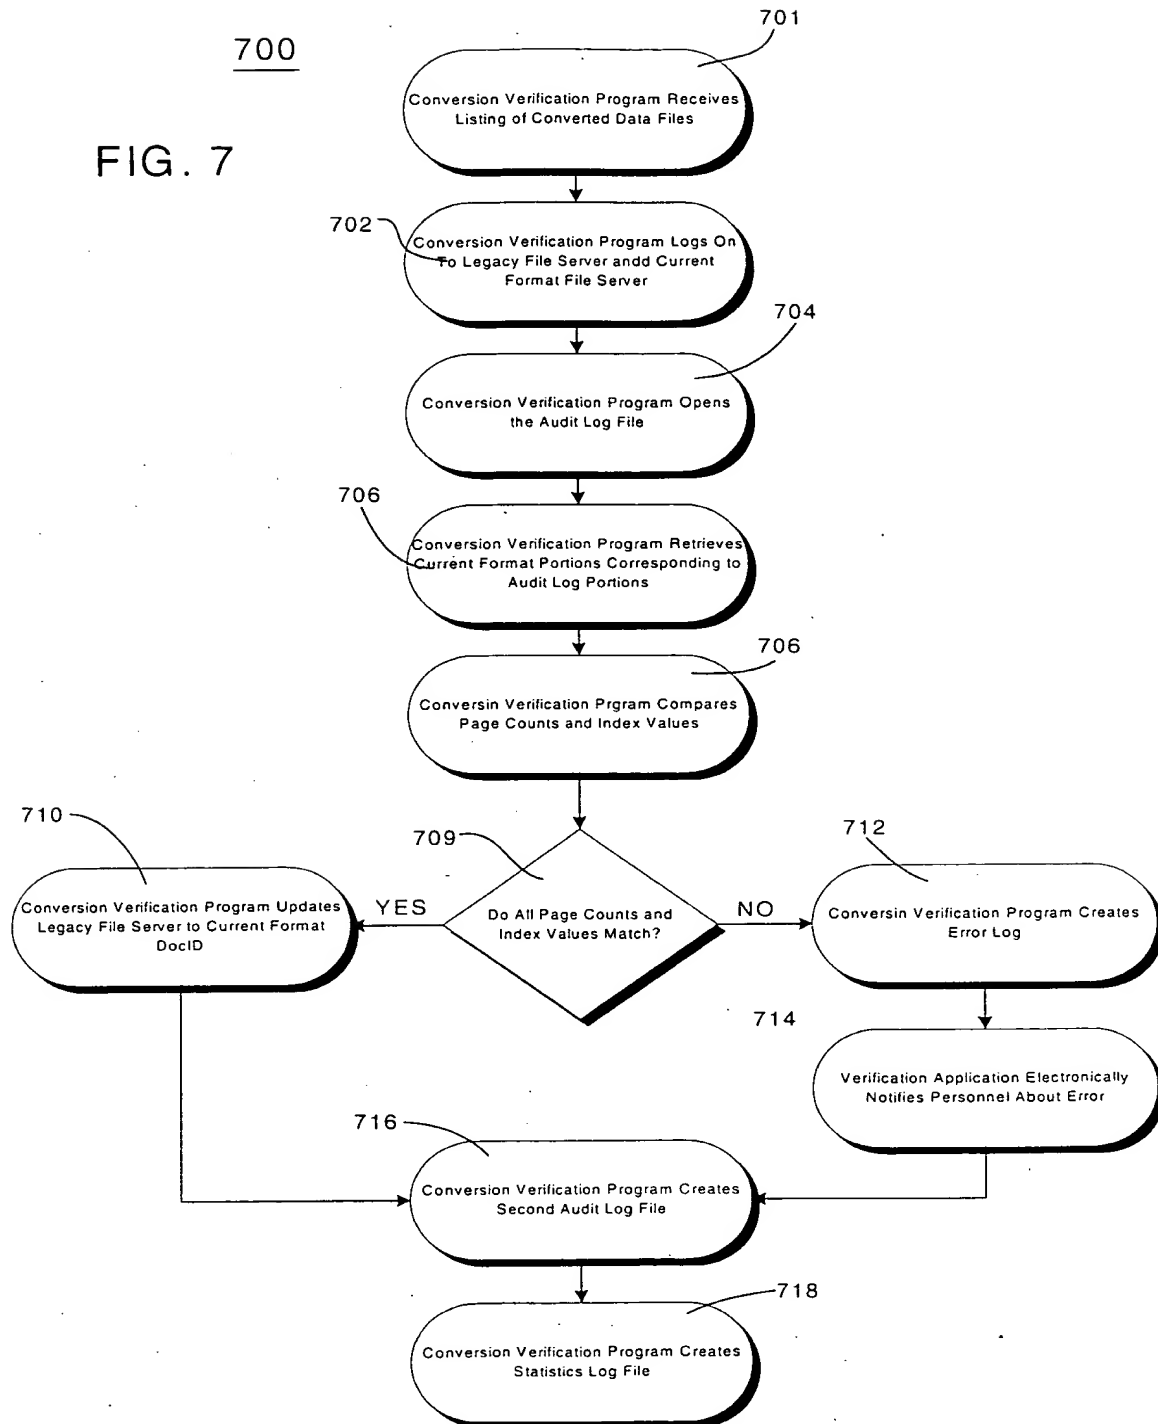 701
700
Conversion Verification Program Receives
Listing of Converted Data Files
FIG. 7
702
Conversion Verification Program Logs On
To Legacy File Server andd Current
Format File Server
704
Conversion Verification Program Opens
the Audit Log File
706
Conversion Verification Program Retrieves
Current Format Portions Corresponding to
Audit Log Portions
706
Conversin Verification Prgram Compares
Page Counts and Index Values
710
709
712
Conversion Verification Program Updates
Legacy File Server to Current Format
DocID
YES
Do All Page Counts and
Index Values Match?
NO
Conversin Verification Program Creates
Error Log
714
Verification Application Electronically
Notifies Personnel About Error
716
Conversion Verification Program Creates
Second Audit Log File
718
Conversion Verification Program Creates
Statistics Log File